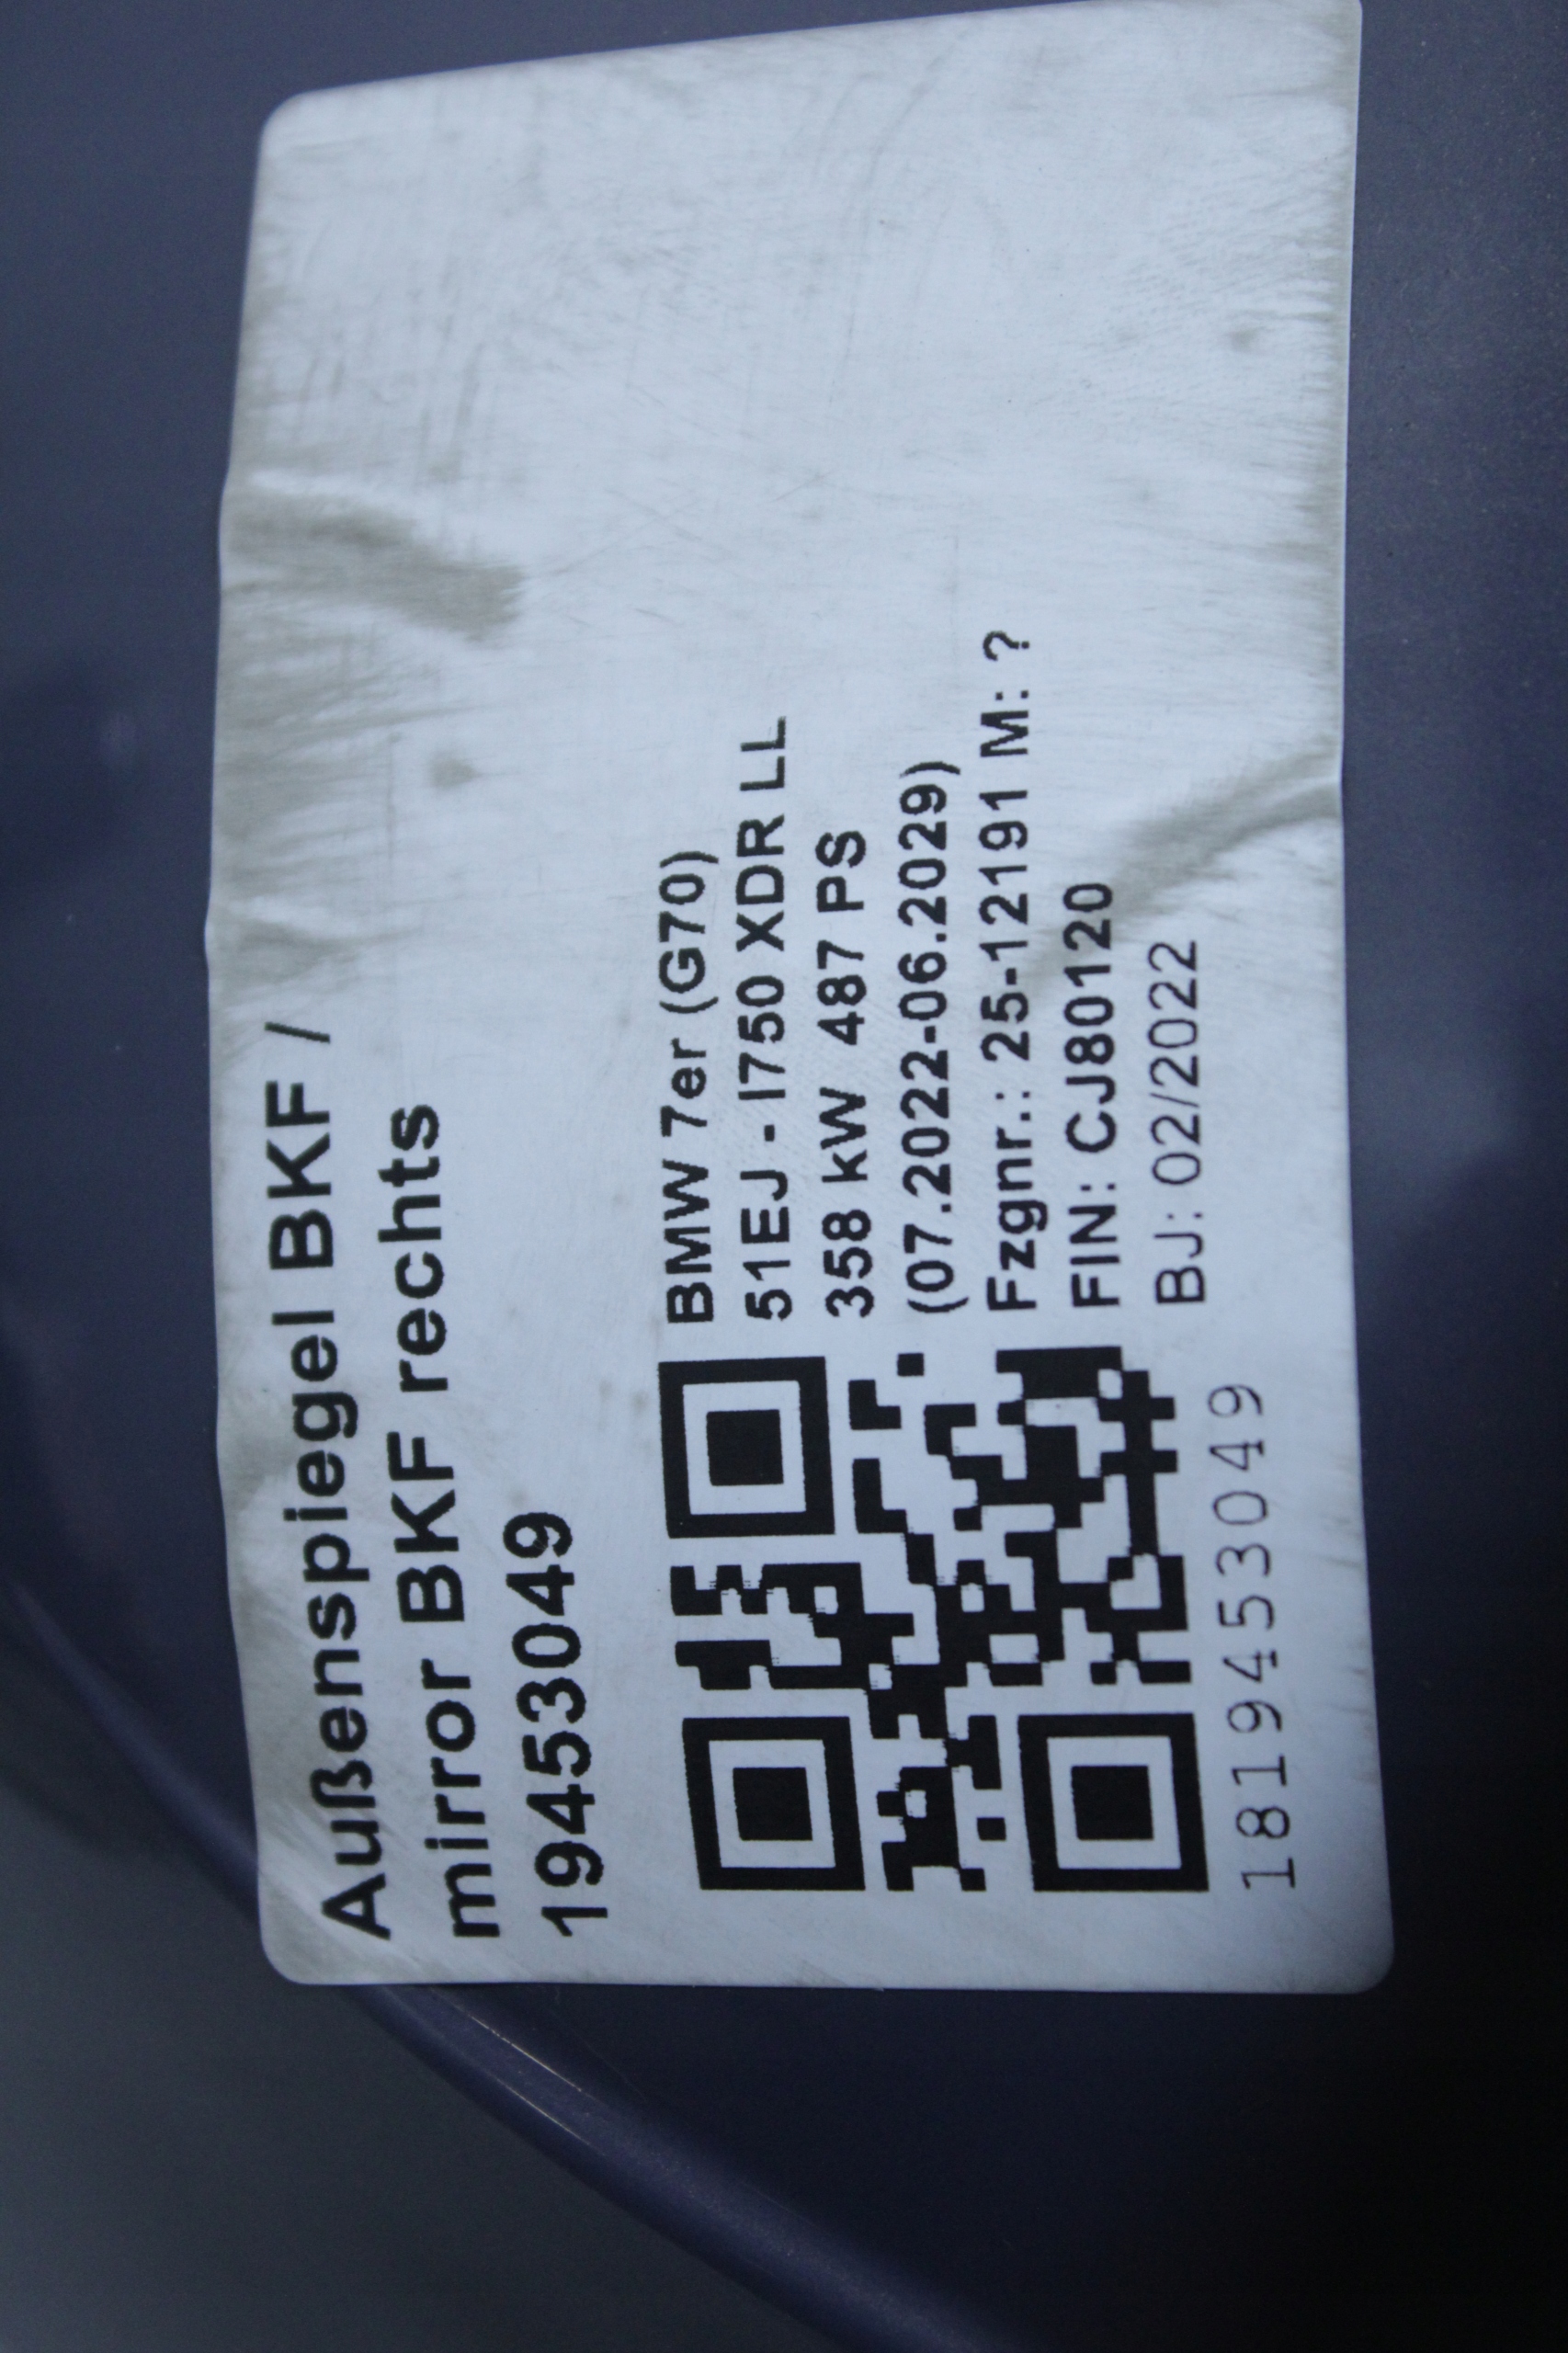 Außenspiegel BKF /
mirror BKF rechts
19453049
BMW 7er (G70)
51EJ - I750 XDR LL
358 kW 487 PS
(07.2022-06.2029)
Fzgnr.: 25-12191 M: ?
FIN: CJ80120
BJ: 02/2022
1819453049